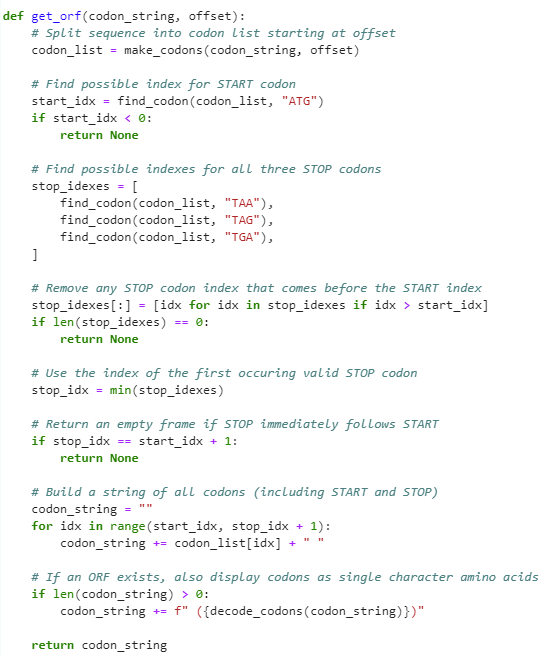 def get_orf(codon_string, offset):
    # Split sequence into codon list starting at offset
    codon_list = make_codons(codon_string, offset)

    # Find possible index for START codon
    start_idx = find_codon(codon_list, "ATG")
    if start_idx < 0:
        return None

    # Find possible indexes for all three STOP codons
    stop_idexes = [
        find_codon(codon_list, "TAA"),
        find_codon(codon_list, "TAG"),
        find_codon(codon_list, "TGA"),
    ]

    # Remove any STOP codon index that comes before the START index
    stop_idexes[:] = [idx for idx in stop_idexes if idx > start_idx]
    if len(stop_idexes) == 0:
        return None

    # Use the index of the first occuring valid STOP codon
    stop_idx = min(stop_idexes)

    # Return an empty frame if STOP immediately follows START
    if stop_idx == start_idx + 1:
        return None

    # Build a string of all codons (including START and STOP)
    codon_string = ""
    for idx in range(start_idx, stop_idx + 1):
        codon_string += codon_list[idx] + " "

    # If an ORF exists, also display codons as single character amino acids
    if len(codon_string) > 0:
        codon_string += f" ({decode_codons(codon_string)})"

    return codon_string